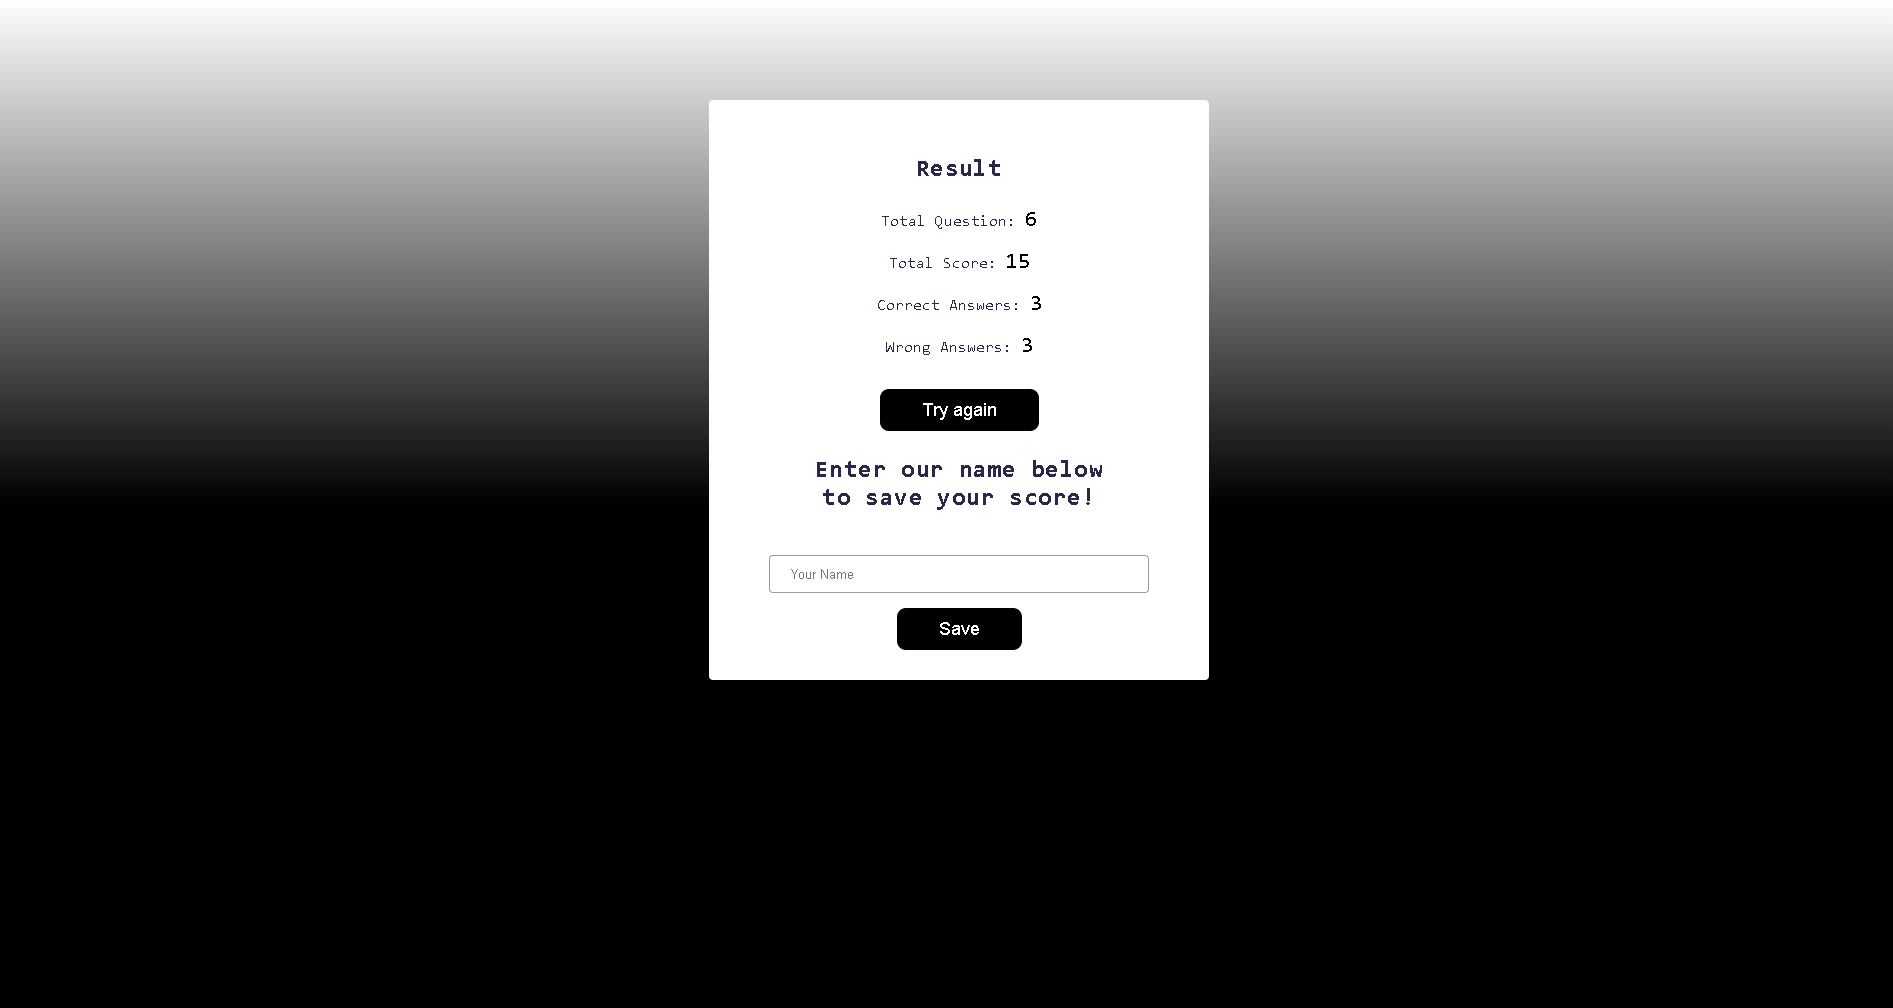 Result
Total Question: 6
Total Score: 15
Correct Answers: 3
Wrong Answers: 3
Try again
Enter our name below
to save your score!
Your Name
Save